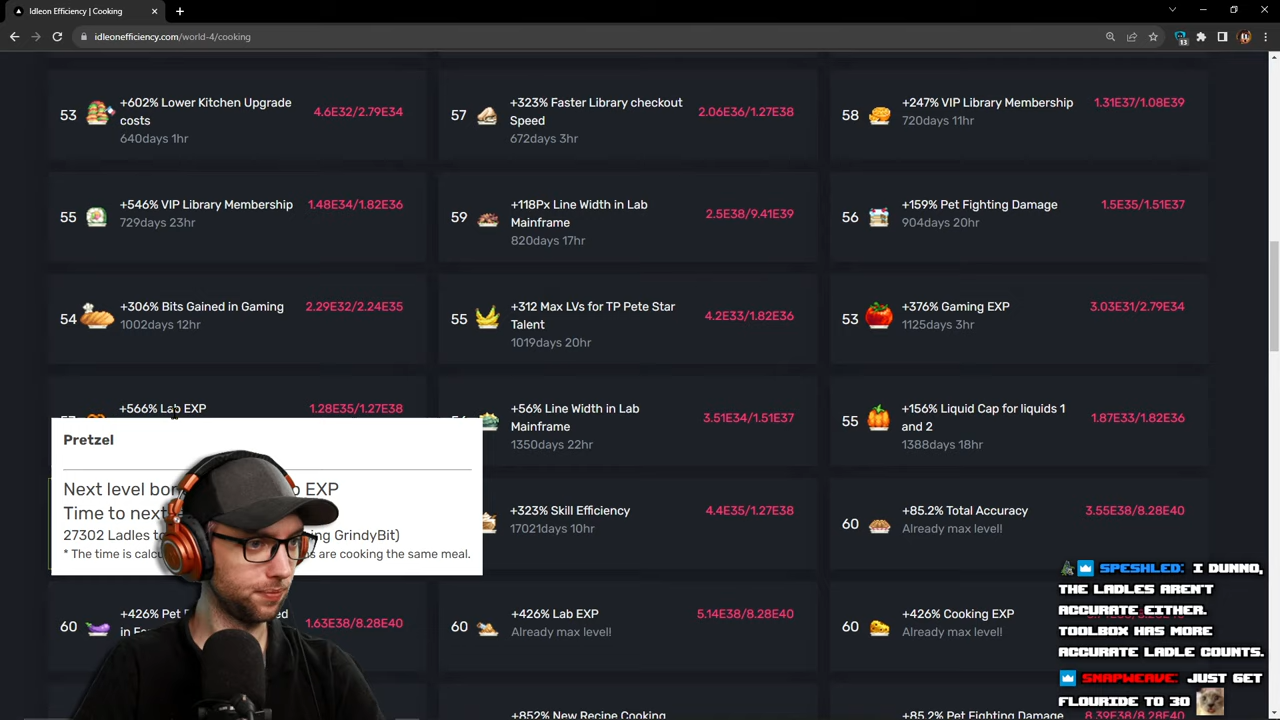 Idleon Efficiency | Cooking
idleonefficiency.com/world-4/cooking
13
53
+602% Lower Kitchen Upgrade
costs
640days 1hr
4.6E32/2.79E34
57
+323% Faster Library checkout
Speed
672days 3hr
2.06E36/1.27E38
58
+247% VIP Library Membership
720days 11hr
1.31E37/1.08E39
55
+546% VIP Library Membership
729days 23hr
1.48E34/1.82E36
59
+118Px Line Width in Lab
Mainframe
820days 17hr
2.5E38/9.41E39
56
+159% Pet Fighting Damage
904days 20hr
1.5E35/1.51E37
54
+306% Bits Gained in Gaming
1002days 12hr
2.29E32/2.24E35
55
+312 Max LVs for TP Pete Star
Talent
1019days 20hr
4.2E33/1.82E36
53
+376% Gaming EXP
1125days 3hr
3.03E31/2.79E34
+566% Lab EXP
1.28E35/1.27E38
+56% Line Width in Lab
Mainframe
1350days 22hr
3.51E34/1.51E37
55
+156% Liquid Cap for liquids 1
and 2
1388days 18hr
1.87E33/1.82E36
Pretzel
Next level EXP
Time to next
27302 Ladles GrindyBit)
* The time is are cooking the same meal.
+323% Skill Efficiency
17021days 10hr
4.4E35/1.27E38
60
+85.2% Total Accuracy
Already max level!
3.55E38/8.28E40
60
+426% Pet
1.63E38/8.28E40
60
+426% Lab EXP
Already max level!
5.14E38/8.28E40
60
+426% Cooking EXP
Already max level!
+852% New Recipe Cooking
+85.2% Pet Fighting Damage
8.39E38/8.28E40
SPESHLED: I DUNNO,
THE LADLES AREN'T
ACCURATE EITHER.
TOOLBOX HAS MORE
ACCURATE LADLE COUNTS.
SNAPWEAVE: JUST GET
FLOURIDE TO 30